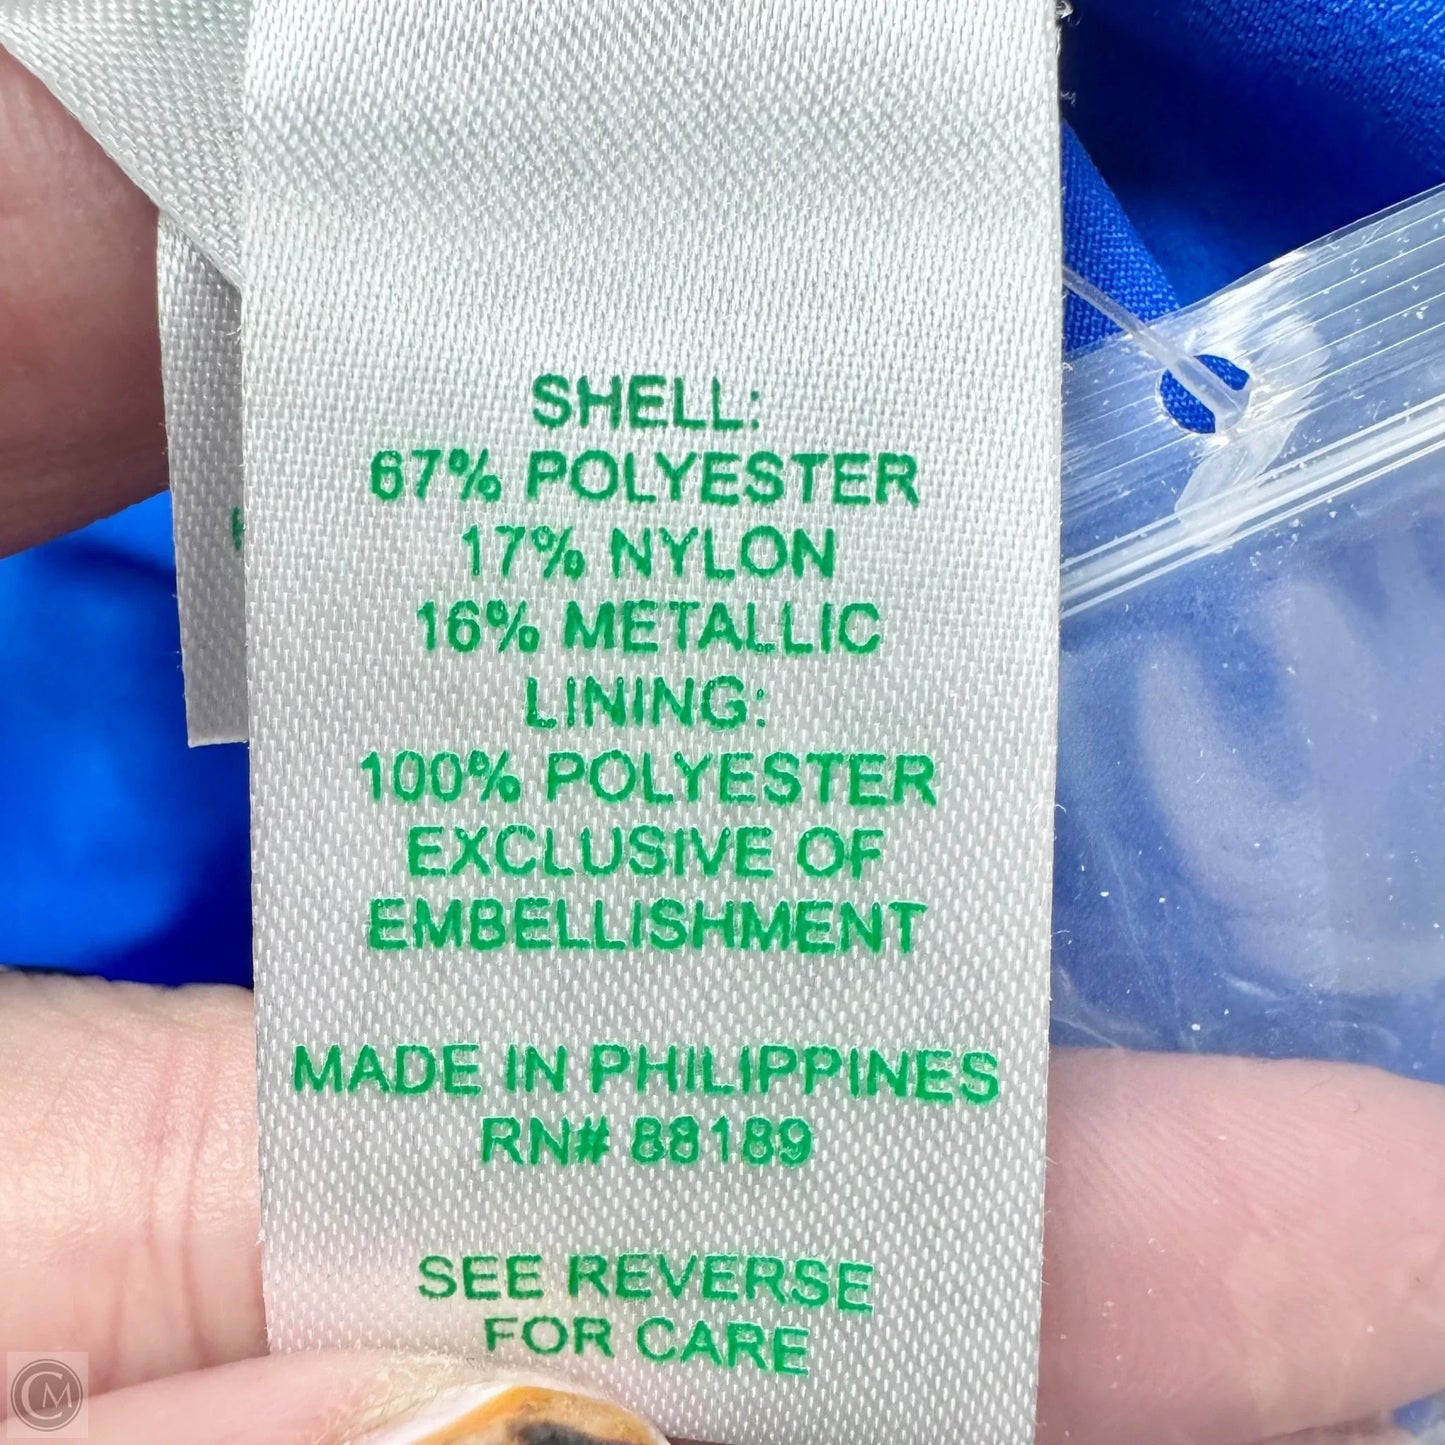 SHELL:
67% POLYESTER
17% NYLON
16% METALLIC
LINING:
100% POLYESTER
EXCLUSIVE OF
EMBELLISHMENT
MADE IN PHILIPPINES
RN# 88189
SEE REVERSE
FOR CARE
CM